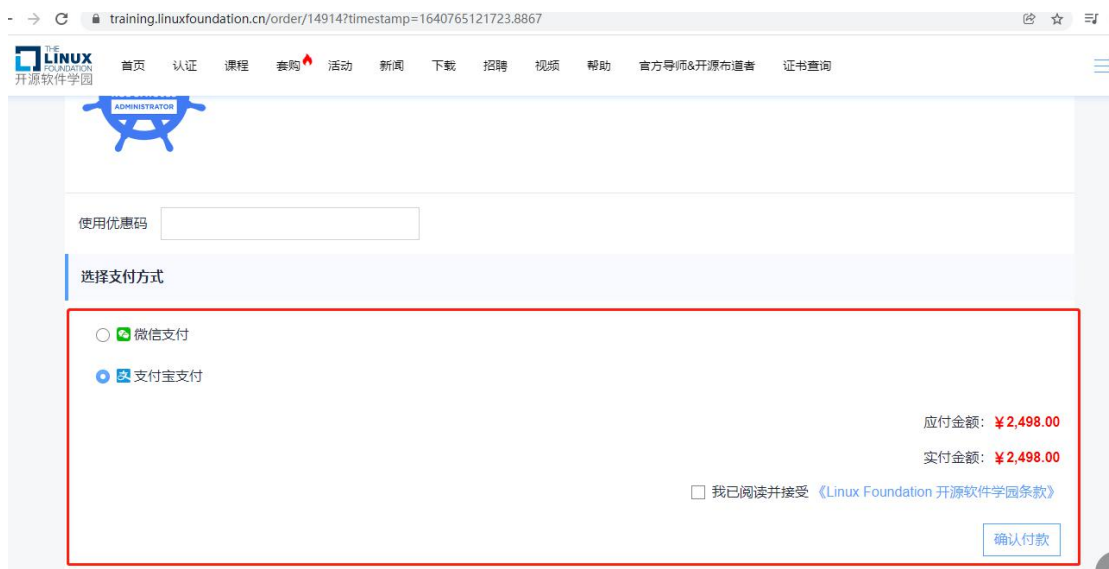 training.linuxfoundation.cn/order/14914?timestamp=1640765121723.8867
THE
LINUX
FOUNDATION
开源软件学园
首页 认证 课程 套购 活动 新闻 下载 招聘 视频 帮助 官方导师&开源布道者 证书查询
ADMINISTRATOR
使用优惠码
选择支付方式
微信支付
支 支付宝支付
应付金额: ¥2,498.00
实付金额: ¥2,498.00
我已阅读并接受 《Linux Foundation 开源软件学园条款》
确认付款